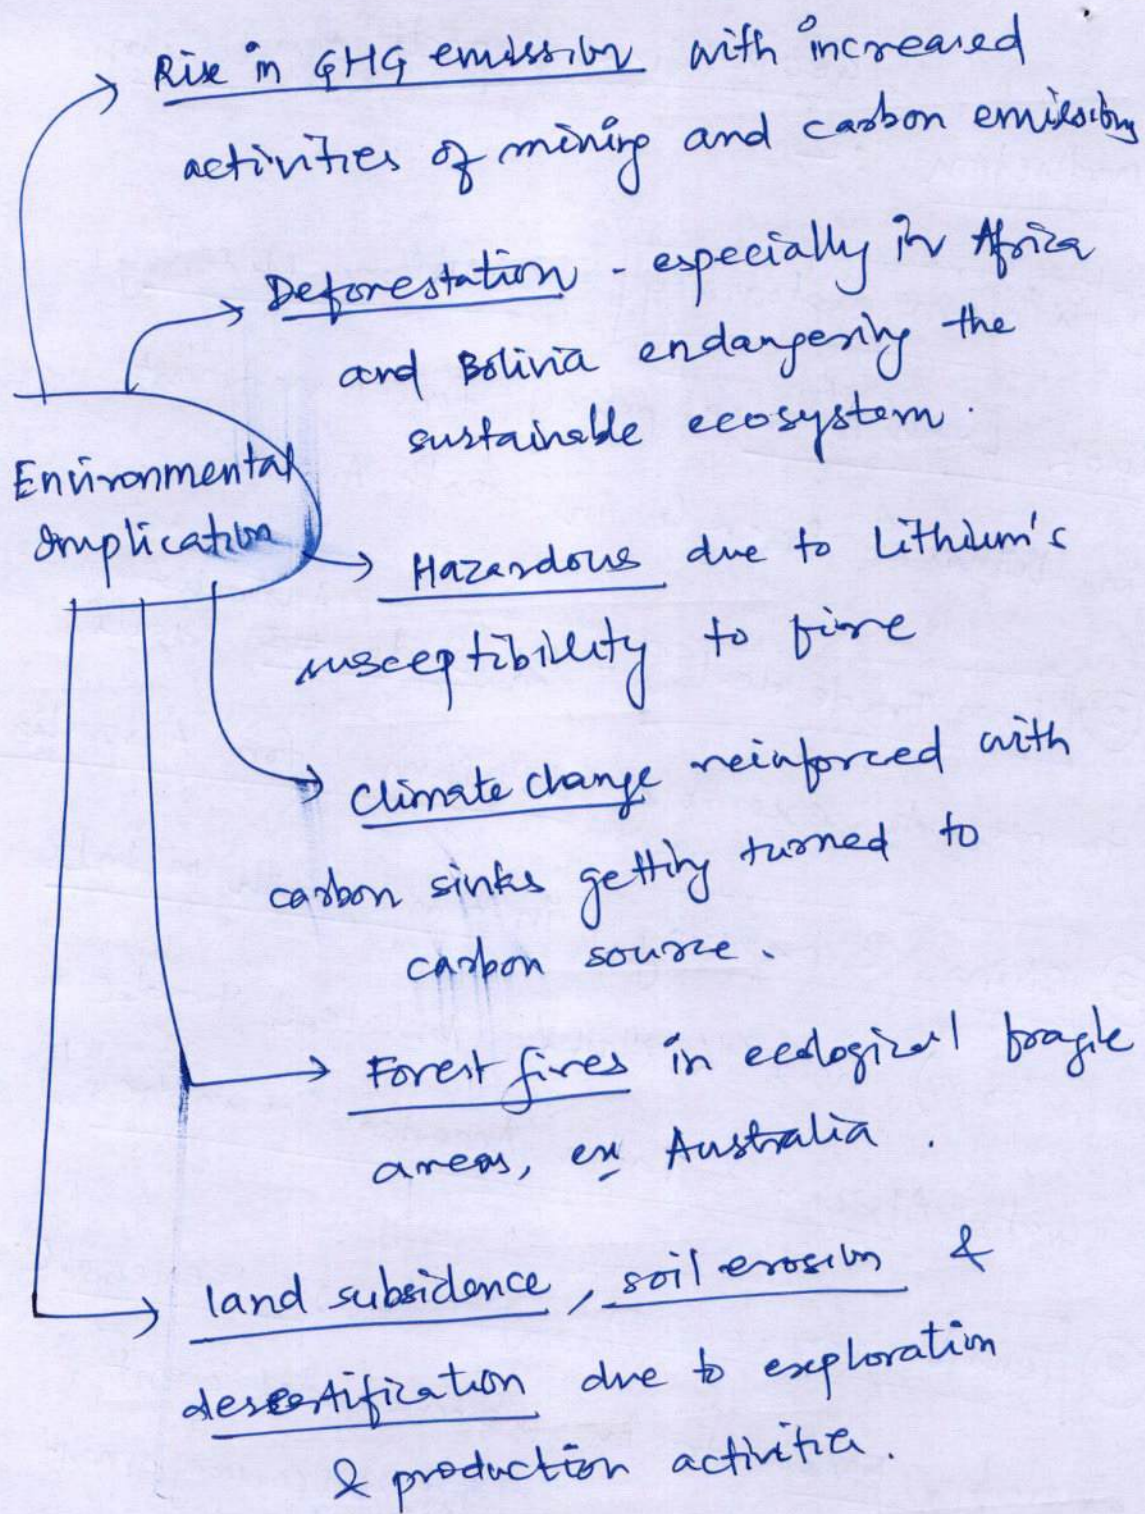 Rise in GHG emission with increased
activities of mining and carbon emissions
Deforestation - especially in Africa
and Bolivia endangering the
sustainable ecosystem.
Environmental
Implication
Hazardous due to Lithium's
susceptibility to fire
Climate change reinforced with
carbon sinks getting turned to
carbon source.
Forest fires in ecological fragile
areas, ex Australia.
land subsidence, soil erosion &
desertification due to exploration
& production activities.